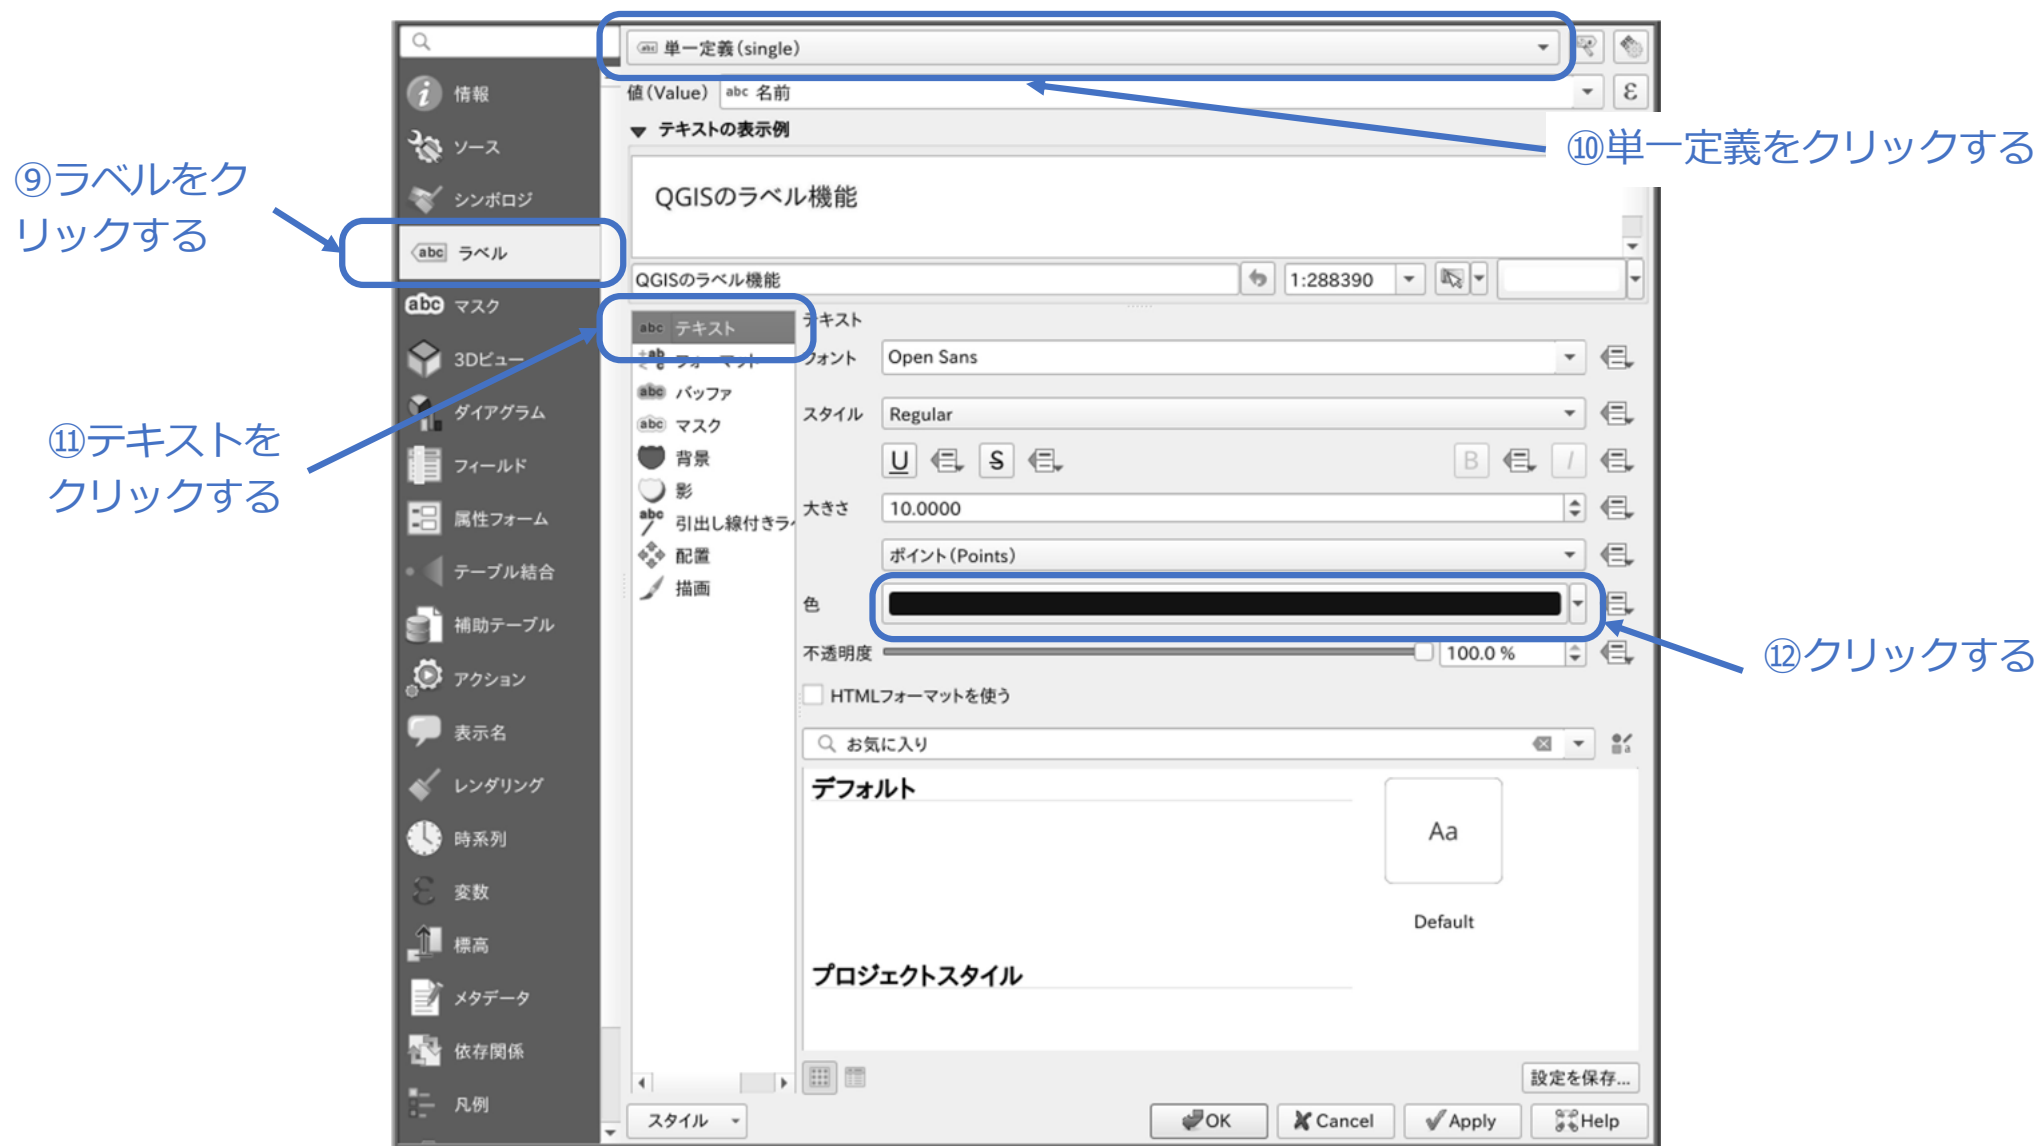 単一定義(single)
値(Value) abc 名前
テキストの表示例
QGISのラベル機能
QGISのラベル機能
1:288390
情報
ソース
シンボロジ
abc ラベル
abc マスク
3Dビュー
ダイアグラム
フィールド
属性フォーム
テーブル結合
補助テーブル
アクション
表示名
レンダリング
時系列
変数
標高
メタデータ
依存関係
凡例
abc テキスト
フォーマット
abc バッファ
abc マスク
背景
影
abc 引出し線付きラ
配置
描画
テキスト
フォント Open Sans
スタイル Regular
U S B I
大きさ 10.0000
ポイント(Points)
色
不透明度 100.0 %
HTMLフォーマットを使う
お気に入り
デフォルト
Aa
Default
プロジェクトスタイル
設定を保存...
スタイル
OK Cancel Apply Help
⑨ラベルをク
リックする
⑩単一定義をクリックする
⑪テキストを
クリックする
⑫クリックする